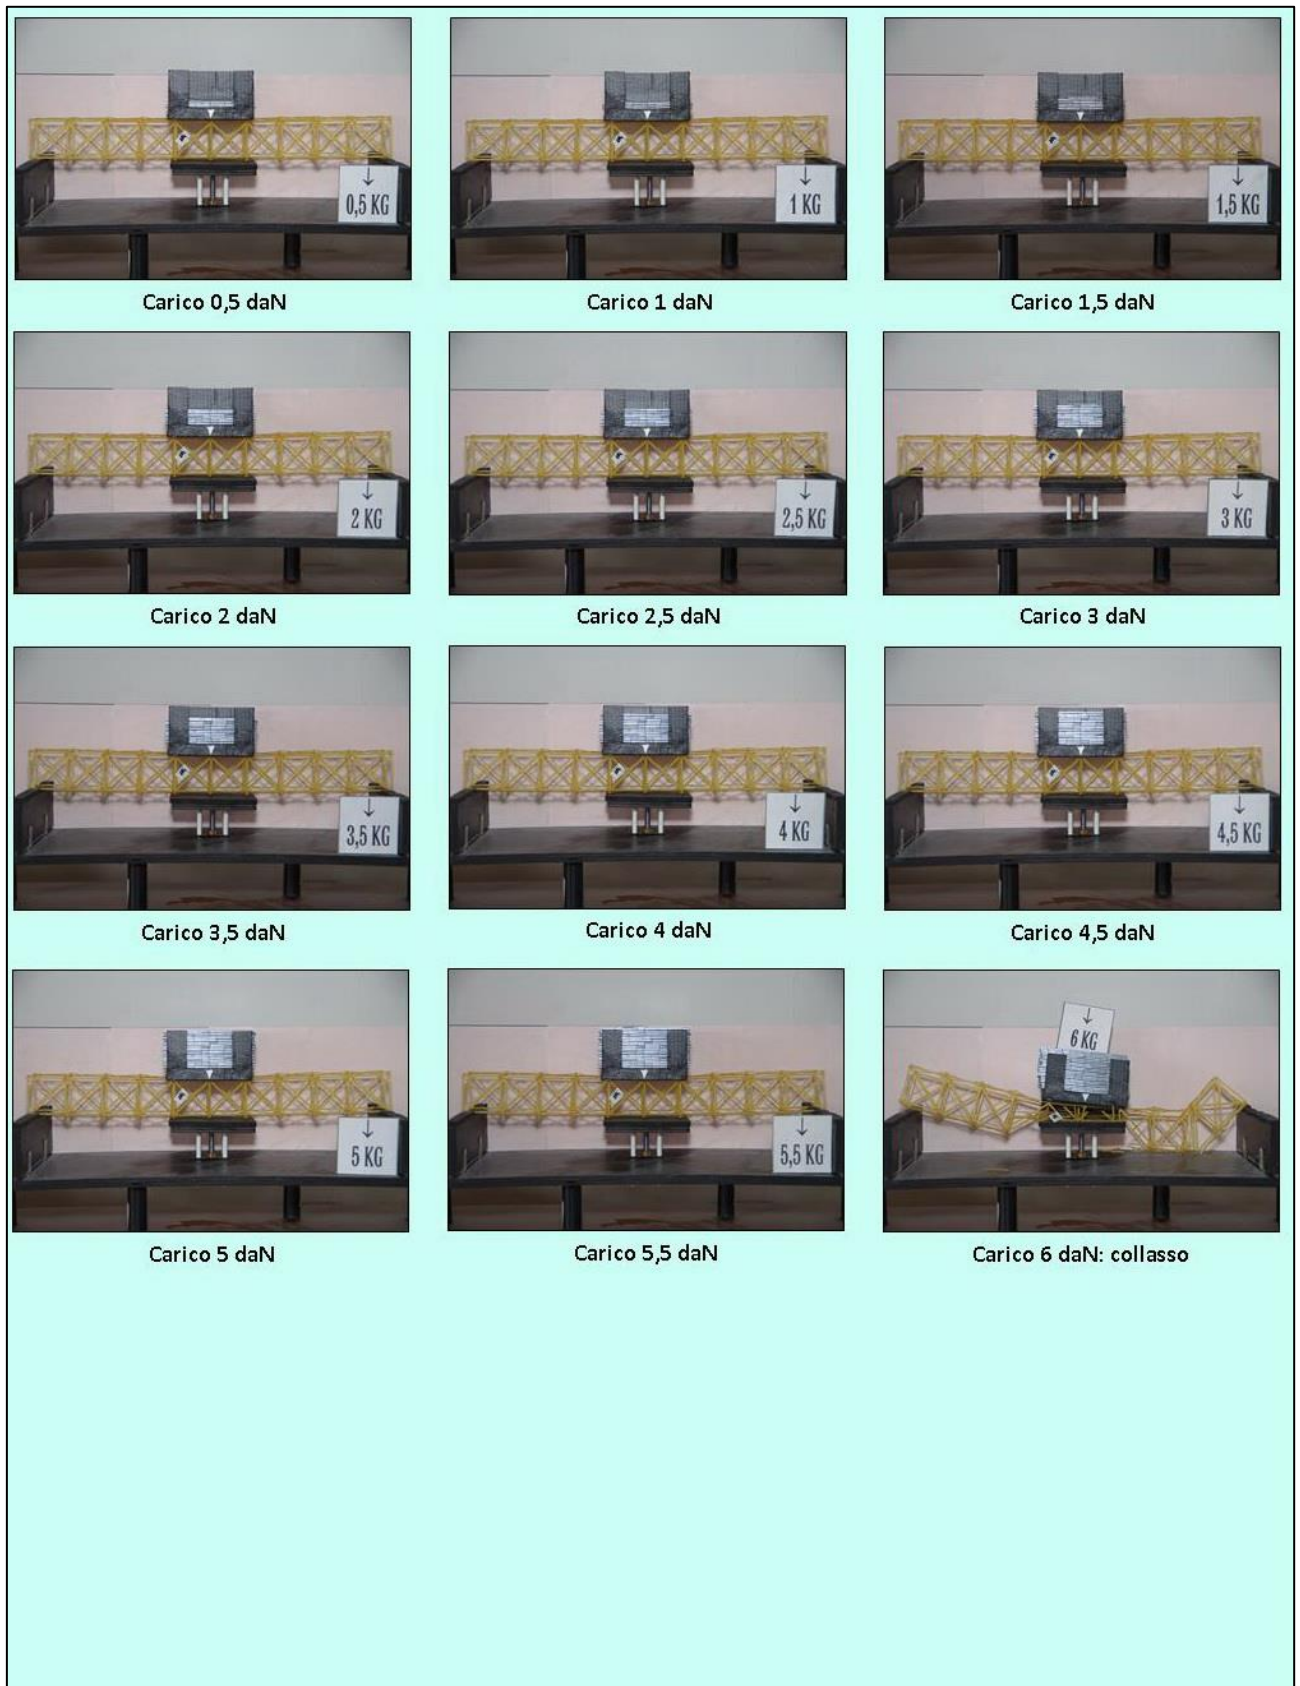 0,5 KG
1 KG
1,5 KG
Carico 0,5 daN
Carico 1 daN
Carico 1,5 daN
2 KG
2,5 KG
3 KG
Carico 2 daN
Carico 2,5 daN
Carico 3 daN
3,5 KG
4 KG
4,5 KG
Carico 3,5 daN
Carico 4 daN
Carico 4,5 daN
5 KG
5,5 KG
6 KG
Carico 5 daN
Carico 5,5 daN
Carico 6 daN: collasso